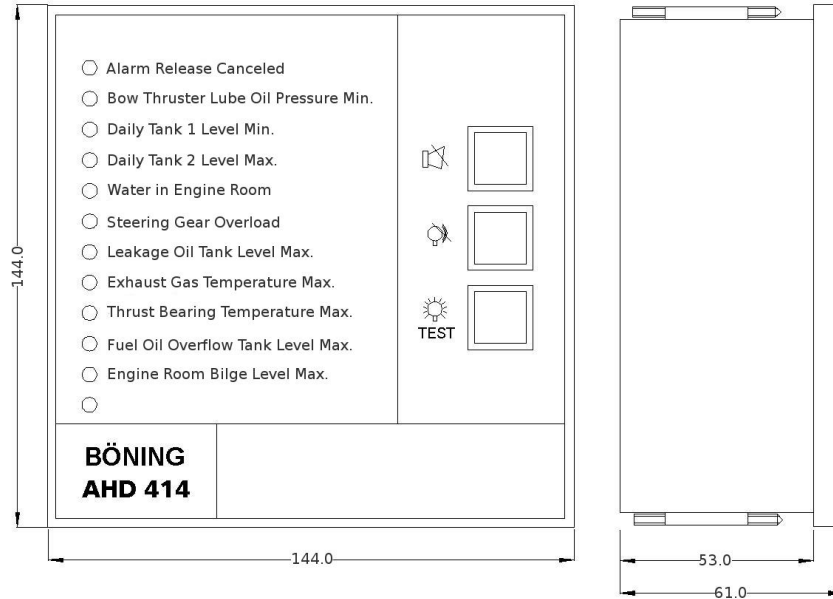 Alarm Release Canceled
Bow Thruster Lube Oil Pressure Min.
Daily Tank 1 Level Min.
Daily Tank 2 Level Max.
Water in Engine Room
Steering Gear Overload
Leakage Oil Tank Level Max.
Exhaust Gas Temperature Max.
Thrust Bearing Temperature Max.
Fuel Oil Overflow Tank Level Max.
Engine Room Bilge Level Max.
TEST
BÖNING
AHD 414
144.0
144.0
53.0
61.0